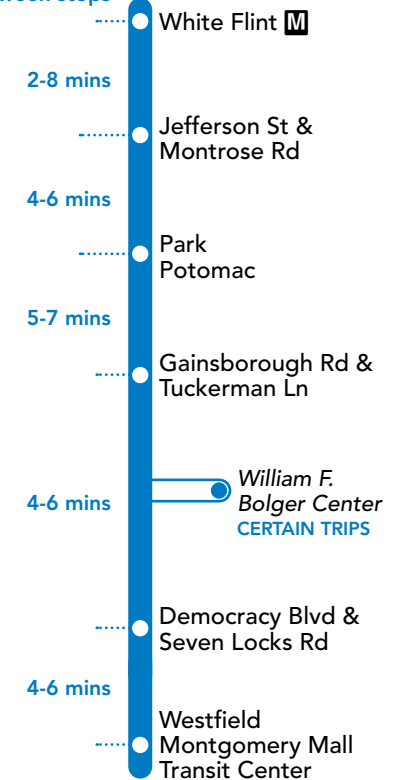 White Flint M
2-8 mins
Jefferson St &
Montrose Rd
4-6 mins
Park
Potomac
5-7 mins
Gainsborough Rd &
Tuckerman Ln
William F.
4-6 mins
Bolger Center
CERTAIN TRIPS
Democracy Blvd &
Seven Locks Rd
4-6 mins
Westfield
Montgomery Mall
Transit Center